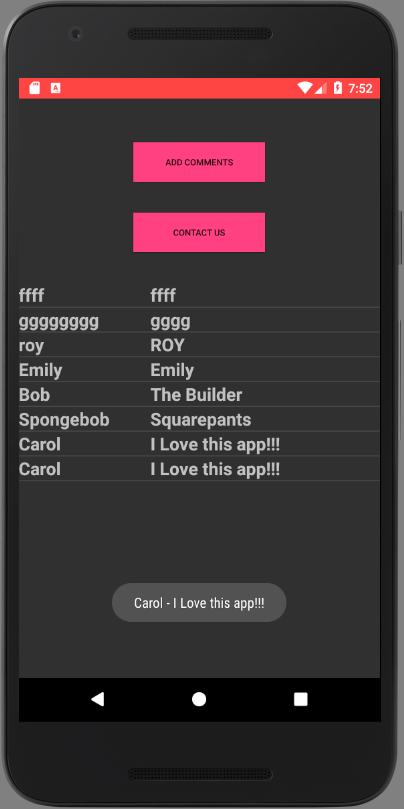 7:52
ADD COMMENTS
CONTACT US
ffff ffff
gggggggg gggg
roy ROY
Emily Emily
Bob The Builder
Spongebob Squarepants
Carol I Love this app!!!
Carol I Love this app!!!
Carol - I Love this app!!!